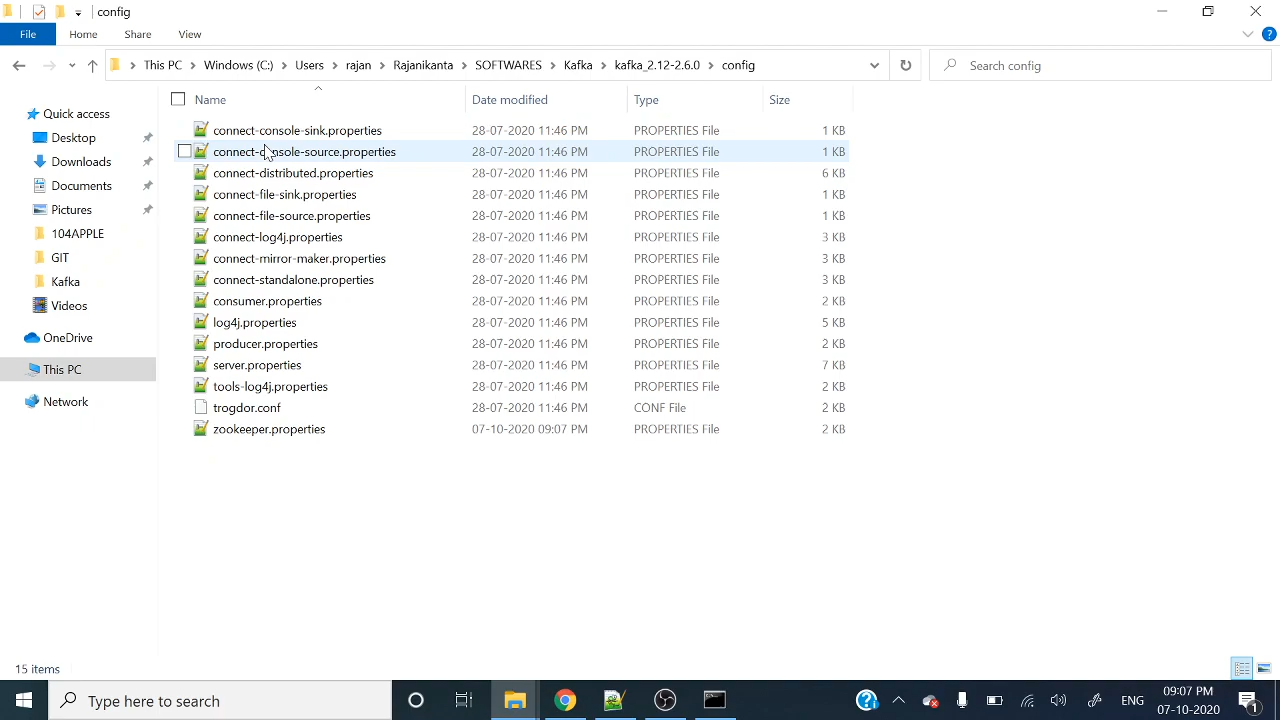 config
File Home Share View
This PC Windows (C:) Users rajan Rajanikanta SOFTWARES Kafka kafka_2.12-2.6.0 config Search config
Name Date modified Type Size
Quick access
Desktop
Downloads
Documents
Pictures
104APPLE
GIT
Kafka
Videos
OneDrive
This PC
Network
connect-console-sink.properties 28-07-2020 11:46 PM PROPERTIES File 1 KB
connect-console-source.properties 28-07-2020 11:46 PM PROPERTIES File 1 KB
connect-distributed.properties 28-07-2020 11:46 PM PROPERTIES File 6 KB
connect-file-sink.properties 28-07-2020 11:46 PM PROPERTIES File 1 KB
connect-file-source.properties 28-07-2020 11:46 PM PROPERTIES File 1 KB
connect-log4j.properties 28-07-2020 11:46 PM PROPERTIES File 3 KB
connect-mirror-maker.properties 28-07-2020 11:46 PM PROPERTIES File 3 KB
connect-standalone.properties 28-07-2020 11:46 PM PROPERTIES File 3 KB
consumer.properties 28-07-2020 11:46 PM PROPERTIES File 2 KB
log4j.properties 28-07-2020 11:46 PM PROPERTIES File 5 KB
producer.properties 28-07-2020 11:46 PM PROPERTIES File 2 KB
server.properties 28-07-2020 11:46 PM PROPERTIES File 7 KB
tools-log4j.properties 28-07-2020 11:46 PM PROPERTIES File 2 KB
trogdor.conf 28-07-2020 11:46 PM CONF File 2 KB
zookeeper.properties 07-10-2020 09:07 PM PROPERTIES File 2 KB
15 items
Type here to search
ENG
09:07 PM
07-10-2020
1